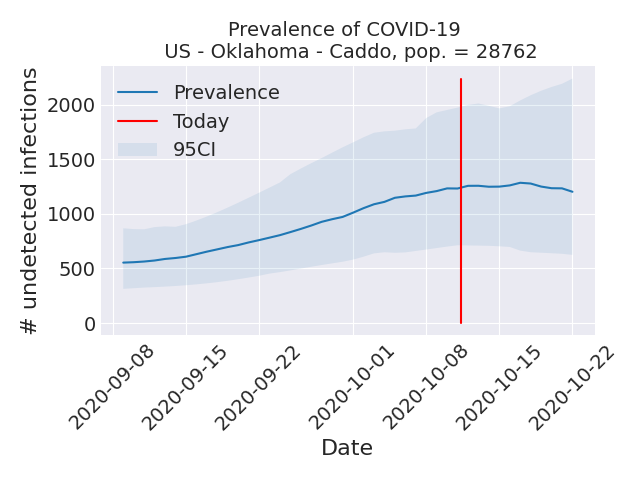 Prevalence of COVID-19
US - Oklahoma - Caddo, pop. = 28762
# undetected infections
2000
1500
1000
500
0
Prevalence
Today
95CI
2020-09-08
2020-09-15
2020-09-22
2020-10-01
2020-10-08
2020-10-15
2020-10-22
Date